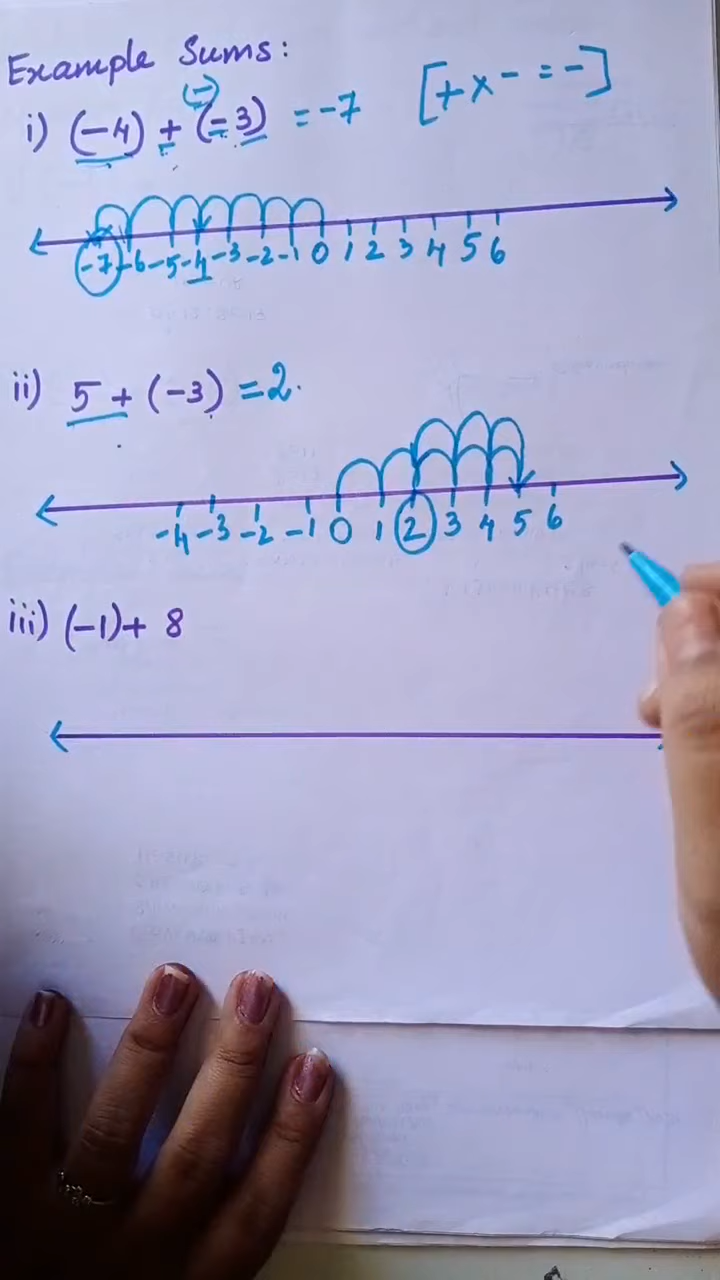 Example Sums:
(-)
i) (-4) + (-3) = -7 [+ x - = -]
-7 -6 -5 -4 -3 -2 -1 0 1 2 3 4 5 6
ii) 5 + (-3) = 2.
-4 -3 -2 -1 0 1 2 3 4 5 6
iii) (-1) + 8